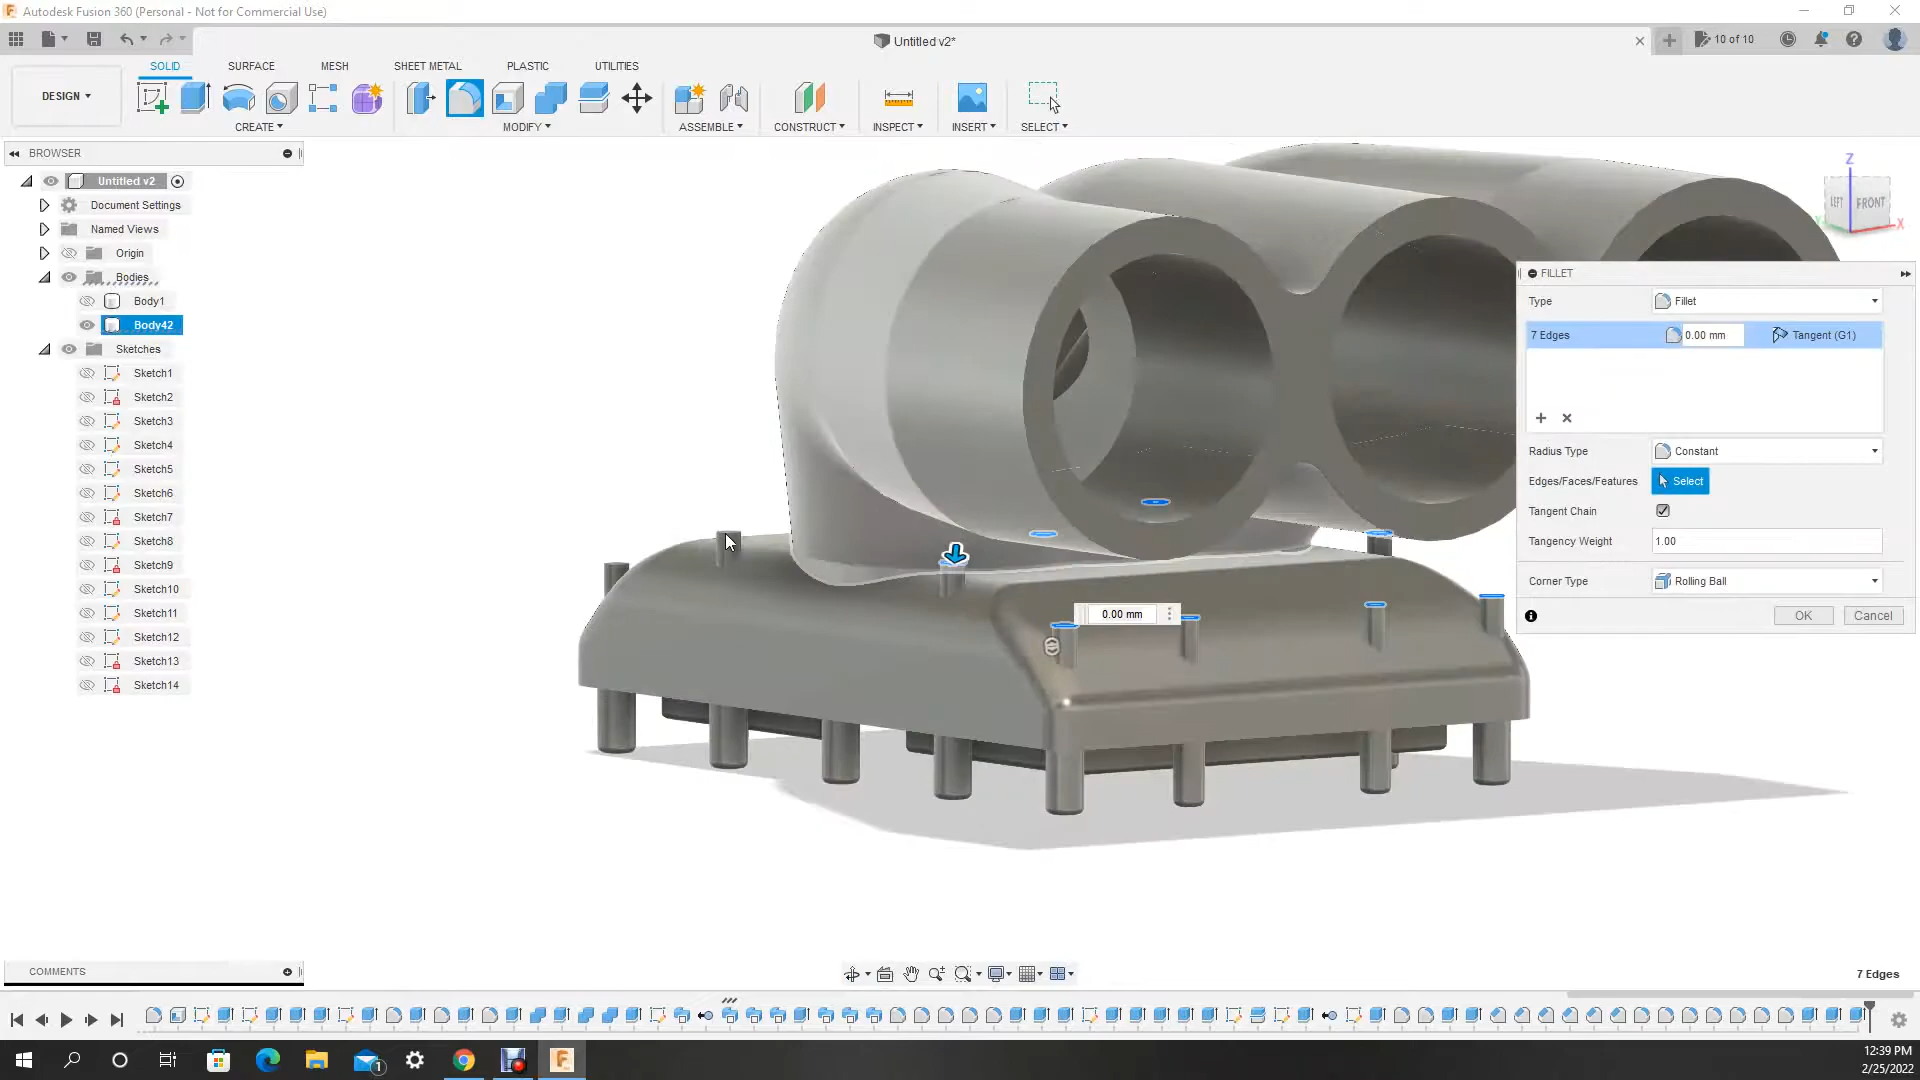 Autodesk Fusion 360 (Personal - Not for Commercial Use)
Untitled v2*
10 of 10
DESIGN
SOLID
SURFACE
MESH
SHEET METAL
PLASTIC
UTILITIES
CREATE
MODIFY
ASSEMBLE
CONSTRUCT
INSPECT
INSERT
SELECT
BROWSER
Untitled v2
Document Settings
Named Views
Origin
Bodies
Body1
Body42
Sketches
Sketch1
Sketch2
Sketch3
Sketch4
Sketch5
Sketch6
Sketch7
Sketch8
Sketch9
Sketch10
Sketch11
Sketch12
Sketch13
Sketch14
Z
LEFT
FRONT
X
FILLET
Type
Fillet
7 Edges
0.00 mm
Tangent (G1)
Radius Type
Constant
Edges/Faces/Features
Select
Tangent Chain
Tangency Weight
1.00
Corner Type
Rolling Ball
OK
Cancel
0.00 mm
COMMENTS
7 Edges
1
12:39 PM
2/25/2022